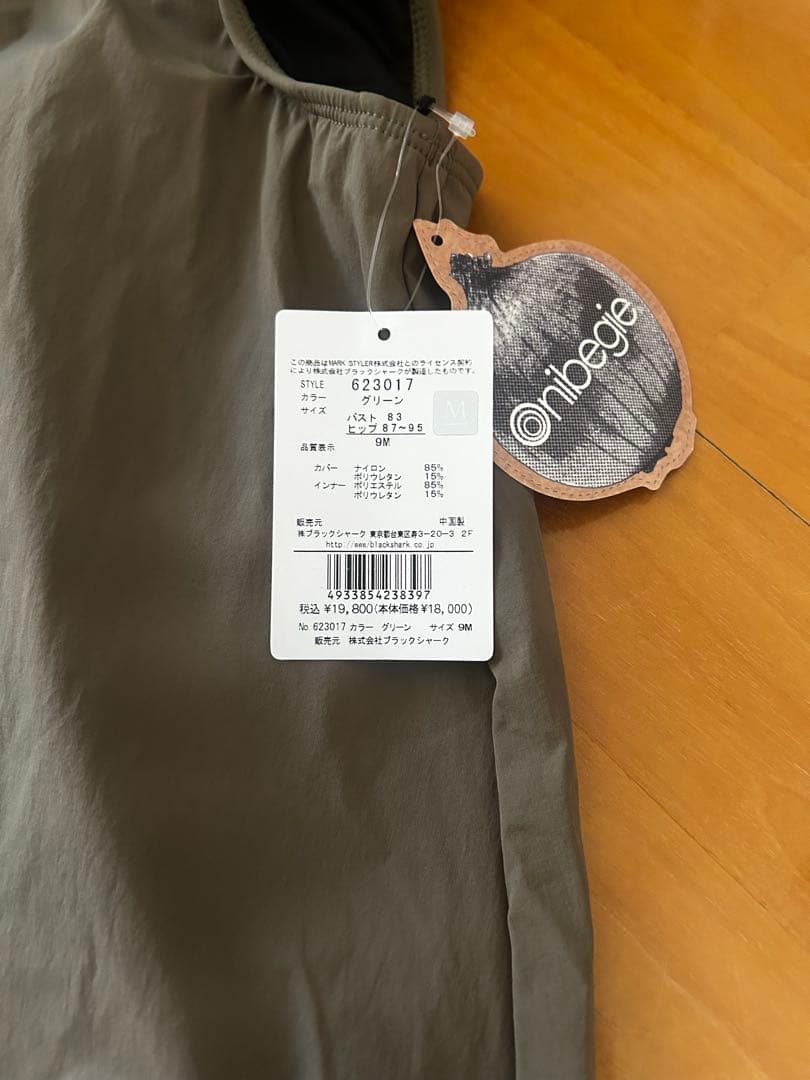 この商品はMARK STYLER株式会社とのライセンス契約
により株式会社ブラックシャークが製造したものです。
STYLE 623017
カラー グリーン
サイズ バスト 83
ヒップ 87~95
9M
M
品質表示
カバー ナイロン 85%
ポリウレタン 15%
インナー ポリエステル 85%
ポリウレタン 15%
販売元 中国製
㈱ブラックシャーク 東京都台東区寿3-20-3 2F
http://www.blackshark.co.jp
4933854238397
税込 ¥19,800(本体価格¥18,000)
No.623017 カラー グリーン サイズ 9M
販売元 株式会社ブラックシャーク
Onibegie